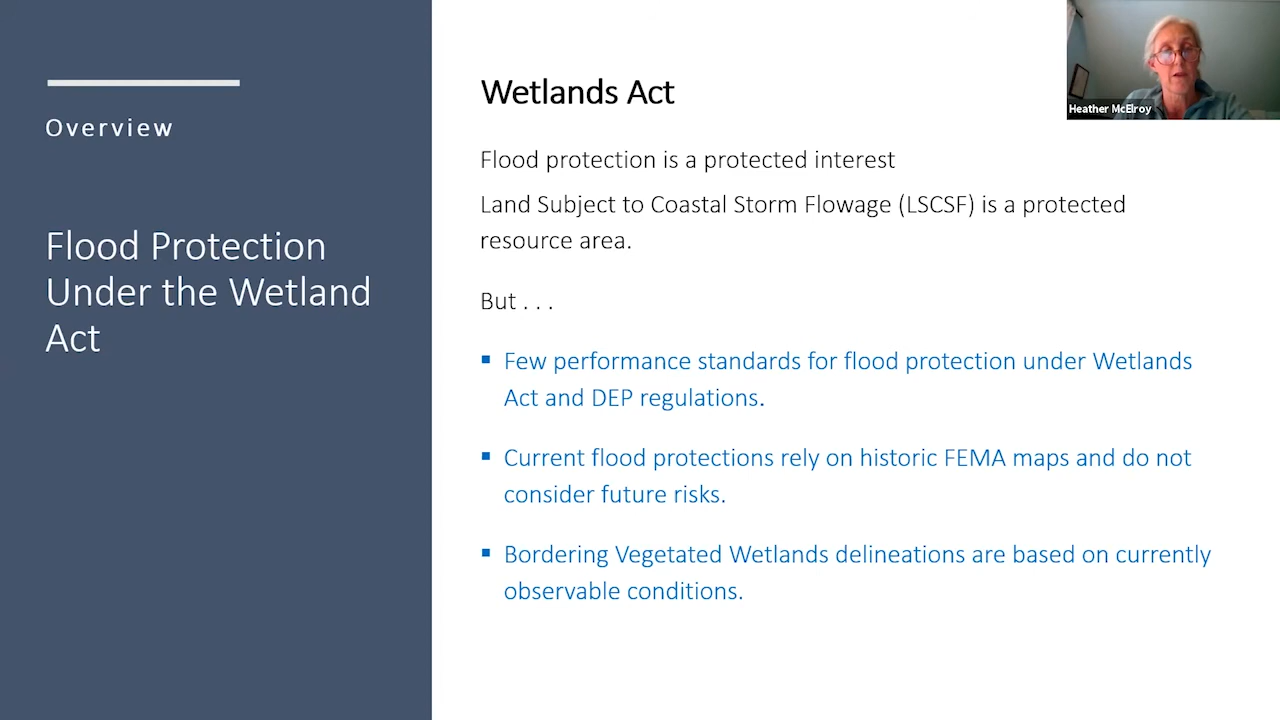 Overview
Flood Protection
Under the Wetland
Act
Wetlands Act
Flood protection is a protected interest
Land Subject to Coastal Storm Flowage (LSCSF) is a protected
resource area.
But . . .
▪ Few performance standards for flood protection under Wetlands
Act and DEP regulations.
▪ Current flood protections rely on historic FEMA maps and do not
consider future risks.
▪ Bordering Vegetated Wetlands delineations are based on currently
observable conditions.
Heather McElroy